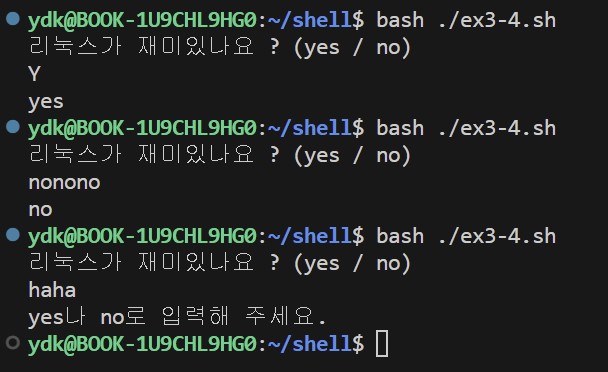 ydk@BOOK-1U9CHL9HG0:~/shell$ bash ./ex3-4.sh
리눅스가 재미있나요 ? (yes / no)
Y
yes
ydk@BOOK-1U9CHL9HG0:~/shell$ bash ./ex3-4.sh
리눅스가 재미있나요 ? (yes / no)
nonono
no
ydk@BOOK-1U9CHL9HG0:~/shell$ bash ./ex3-4.sh
리눅스가 재미있나요 ? (yes / no)
haha
yes나 no로 입력해 주세요.
ydk@BOOK-1U9CHL9HG0:~/shell$